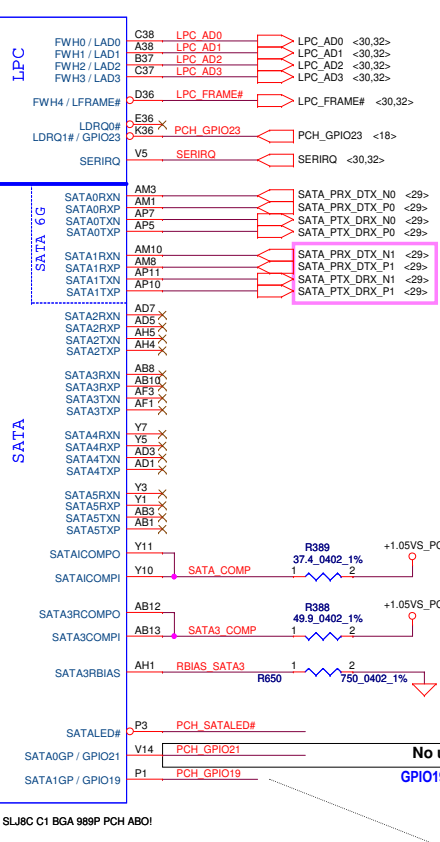 LPC
FWH0 / LAD0 C38 LPC_AD0 LPC_AD0 <30,32>
FWH1 / LAD1 A38 LPC_AD1 LPC_AD1 <30,32>
FWH2 / LAD2 B37 LPC_AD2 LPC_AD2 <30,32>
FWH3 / LAD3 C37 LPC_AD3 LPC_AD3 <30,32>
FWH4 / LFRAME# D36 LPC_FRAME# LPC_FRAME# <30,32>
LDRQ0# E36
LDRQ1# / GPIO23 K36 PCH_GPIO23 PCH_GPIO23 <18>
SERIRQ V5 SERIRQ SERIRQ <30,32>
SATA 6G
SATA0RXN AM3 SATA_PRX_DTX_N0 <29>
SATA0RXP AM1 SATA_PRX_DTX_P0 <29>
SATA0TXN AP7 SATA_PTX_DRX_N0 <29>
SATA0TXP AP5 SATA_PTX_DRX_P0 <29>
SATA1RXN AM10 SATA_PRX_DTX_N1 <29>
SATA1RXP AM8 SATA_PRX_DTX_P1 <29>
SATA1TXN AP11 SATA_PTX_DRX_N1 <29>
SATA1TXP AP10 SATA_PTX_DRX_P1 <29>
SATA
SATA2RXN AD7
SATA2RXP AD5
SATA2TXN AH5
SATA2TXP AH4
SATA3RXN AB8
SATA3RXP AB10
SATA3TXN AF3
SATA3TXP AF1
SATA4RXN Y7
SATA4RXP Y5
SATA4TXN AD3
SATA4TXP AD1
SATA5RXN Y3
SATA5RXP Y1
SATA5TXN AB3
SATA5TXP AB1
SATAICOMPO Y11
R389
37.4_0402_1%
+1.05VS_PC
SATAICOMPI Y10 SATA_COMP 1 2
SATA3RCOMPO AB12
R388
49.9_0402_1%
+1.05VS_PC
SATA3COMPI AB13 SATA3_COMP 1 2
SATA3RBIAS AH1 RBIAS_SATA3 1 2
R650 750_0402_1%
SATALED# P3 PCH_SATALED#
SATA0GP / GPIO21 V14 PCH_GPIO21 No
SATA1GP / GPIO19 P1 PCH_GPIO19 GPIO19
SLJ8C C1 BGA 989P PCH ABO!